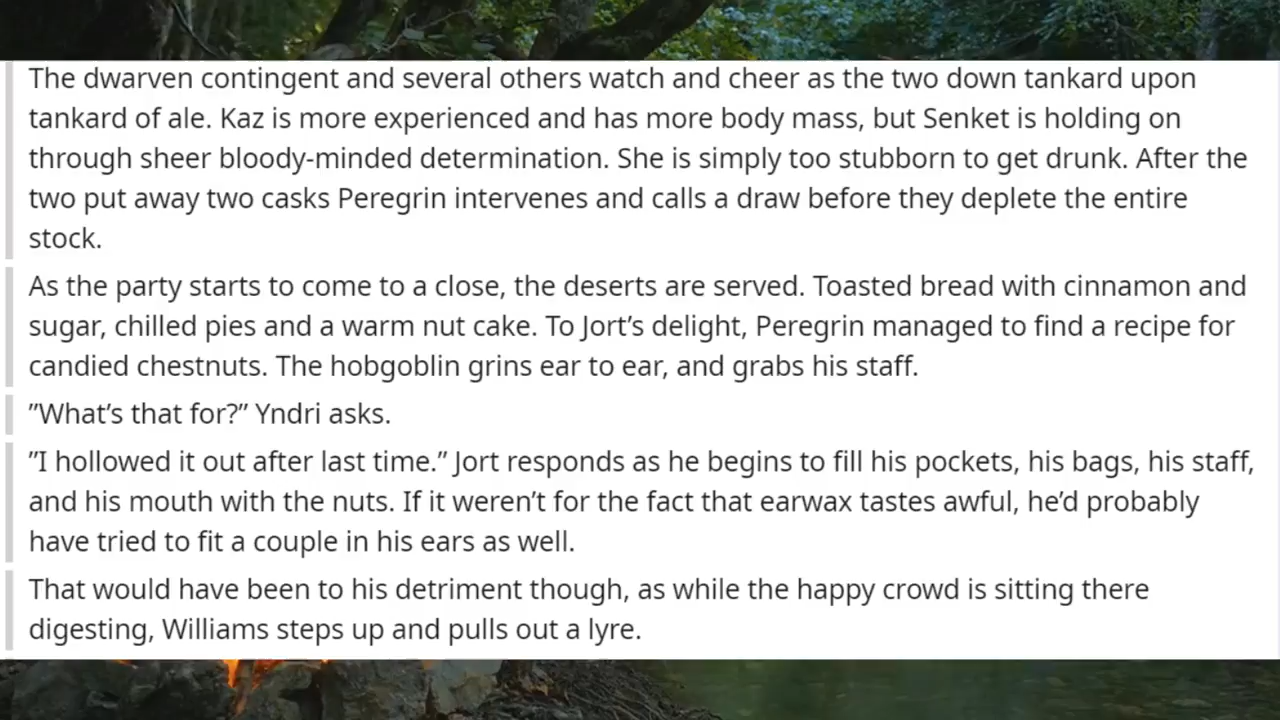 The dwarven contingent and several others watch and cheer as the two down tankard upon
tankard of ale. Kaz is more experienced and has more body mass, but Senket is holding on
through sheer bloody-minded determination. She is simply too stubborn to get drunk. After the
two put away two casks Peregrin intervenes and calls a draw before they deplete the entire
stock.
As the party starts to come to a close, the deserts are served. Toasted bread with cinnamon and
sugar, chilled pies and a warm nut cake. To Jort’s delight, Peregrin managed to find a recipe for
candied chestnuts. The hobgoblin grins ear to ear, and grabs his staff.
”What’s that for?” Yndri asks.
”I hollowed it out after last time.” Jort responds as he begins to fill his pockets, his bags, his staff,
and his mouth with the nuts. If it weren’t for the fact that earwax tastes awful, he’d probably
have tried to fit a couple in his ears as well.
That would have been to his detriment though, as while the happy crowd is sitting there
digesting, Williams steps up and pulls out a lyre.